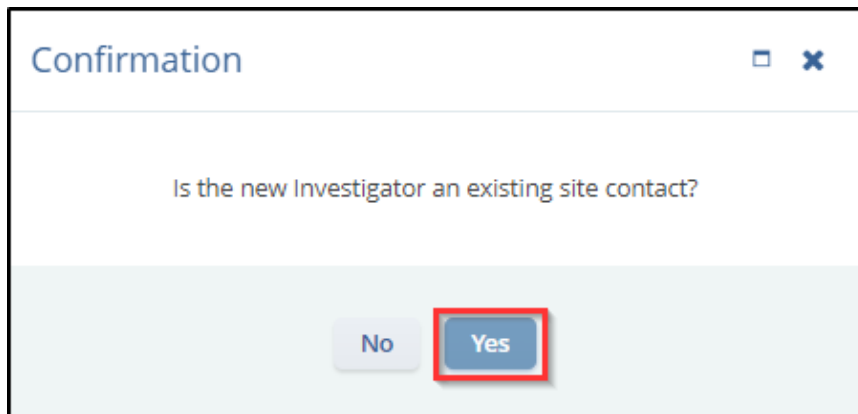 Confirmation
Is the new Investigator an existing site contact?
No
Yes